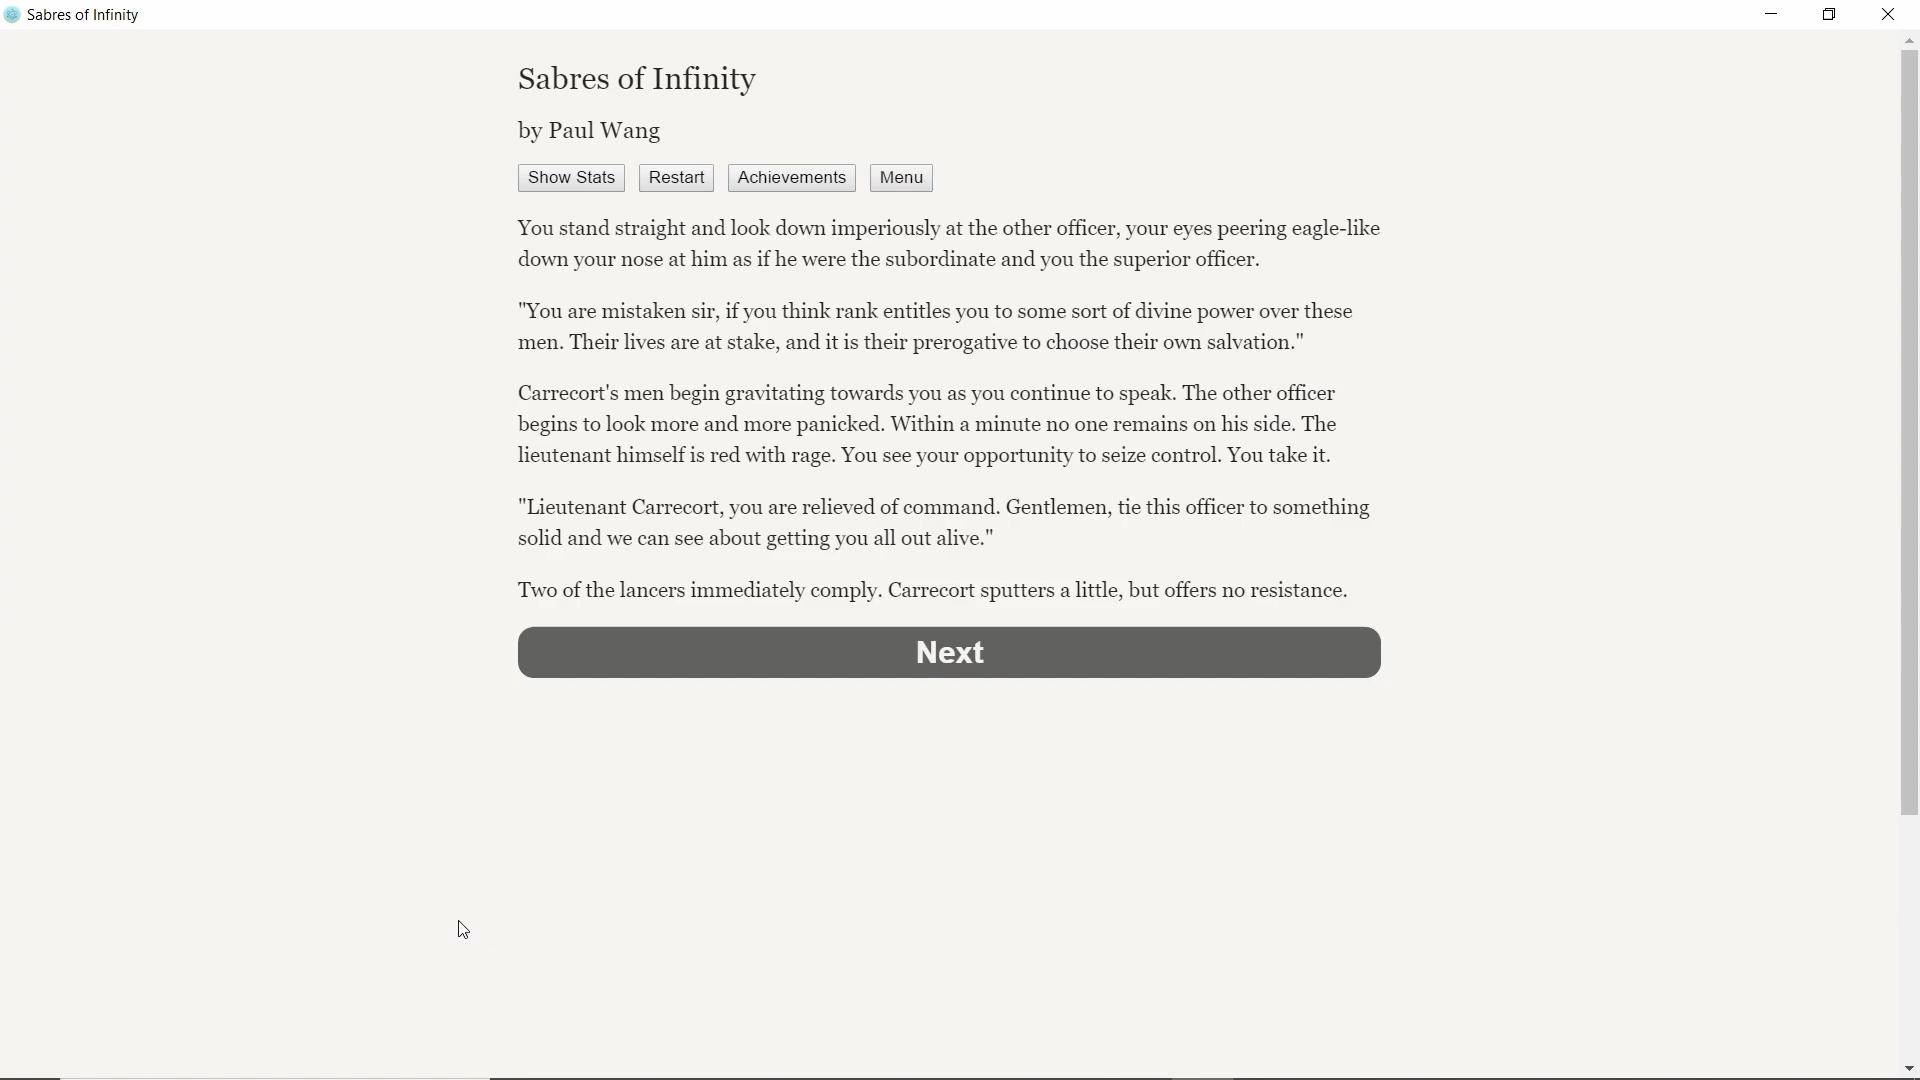 Sabres of Infinity
Sabres of Infinity
by Paul Wang
Show Stats Restart Achievements Menu
You stand straight and look down imperiously at the other officer, your eyes peering eagle-like
down your nose at him as if he were the subordinate and you the superior officer.
"You are mistaken sir, if you think rank entitles you to some sort of divine power over these
men. Their lives are at stake, and it is their prerogative to choose their own salvation."
Carrecort's men begin gravitating towards you as you continue to speak. The other officer
begins to look more and more panicked. Within a minute no one remains on his side. The
lieutenant himself is red with rage. You see your opportunity to seize control. You take it.
"Lieutenant Carrecort, you are relieved of command. Gentlemen, tie this officer to something
solid and we can see about getting you all out alive."
Two of the lancers immediately comply. Carrecort sputters a little, but offers no resistance.
Next